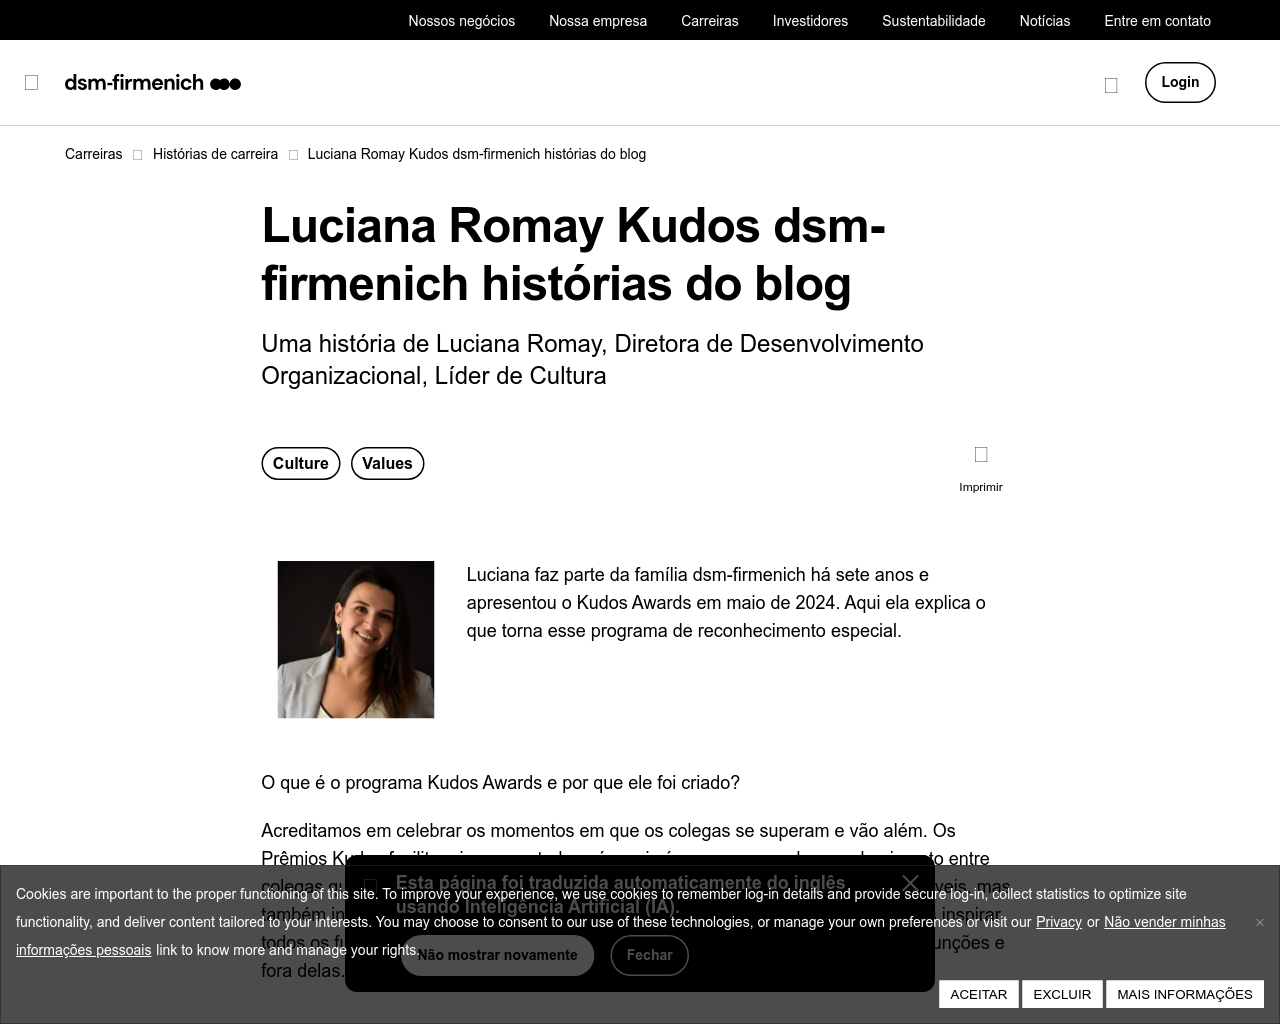 Nossos negócios Nossa empresa Carreiras Investidores Sustentabilidade Notícias Entre em contato
dsm-firmenich
Login
Carreiras Histórias de carreira Luciana Romay Kudos dsm-firmenich histórias do blog
Luciana Romay Kudos dsm-
firmenich histórias do blog
Uma história de Luciana Romay, Diretora de Desenvolvimento
Organizacional, Líder de Cultura
Culture Values
Imprimir
Luciana faz parte da família dsm-firmenich há sete anos e
apresentou o Kudos Awards em maio de 2024. Aqui ela explica o
que torna esse programa de reconhecimento especial.
O que é o programa Kudos Awards e por que ele foi criado?
Acreditamos em celebrar os momentos em que os colegas se superam e vão além. Os
Prêmios entre
colegas mas
também inspirar
todos os e
fora delas.
Esta página foi traduzida automaticamente do inglês
usando Inteligência Artificial (IA).
Não mostrar novamente Fechar
Cookies are important to the proper functioning of this site. To improve your experience, we use cookies to remember log-in details and provide secure log-in, collect statistics to optimize site
functionality, and deliver content tailored to your interests. You may choose to consent to our use of these technologies, or manage your own preferences or visit our Privacy or Não vender minhas
informações pessoais link to know more and manage your rights.
ACEITAR EXCLUIR MAIS INFORMAÇÕES